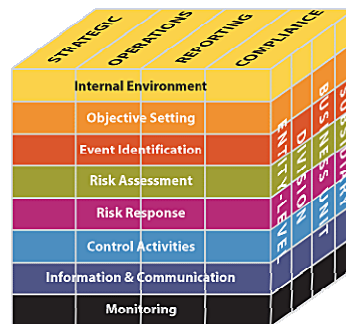 STRATEGIC
OPERATIONS
REPORTING
COMPLIANCE
Internal Environment
Objective Setting
Event Identification
Risk Assessment
Risk Response
Control Activities
Information & Communication
Monitoring
ENTITY-LEVEL
DIVISION
BUSINESS UNIT
SUBSIDIARY